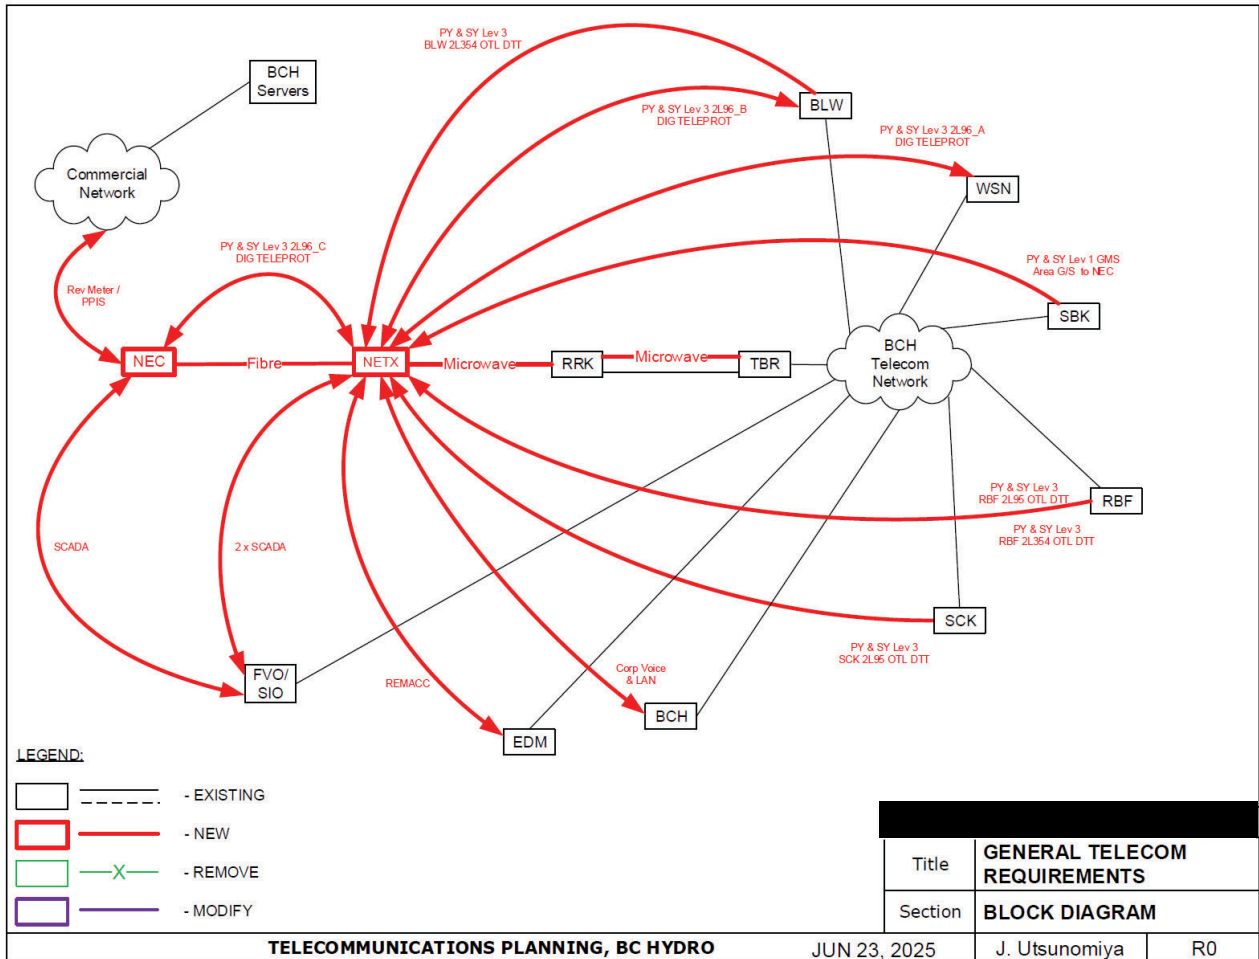 PY & SY Lev 3
BLW 2L354 OTL DTT
BCH
Servers
BLW
PY & SY Lev 3 2L96_B
DIG TELEPROT
PY & SY Lev 3 2L96_A
DIG TELEPROT
Commercial
Network
WSN
PY & SY Lev 3 2L96_C
DIG TELEPROT
PY & SY Lev 1 GMS
Area G/S to NEC
Rev Meter /
PPIS
SBK
NEC
Fibre
NETX
Microwave
RRK
Microwave
TBR
BCH
Telecom
Network
PY & SY Lev 3
RBF 2L95 OTL DTT
RBF
PY & SY Lev 3
RBF 2L354 OTL DTT
SCADA
2 x SCADA
SCK
PY & SY Lev 3
SCK 2L95 OTL DTT
FVO/
SIO
REMACC
Corp Voice
& LAN
BCH
EDM
LEGEND:
- EXISTING
- NEW
X
- REMOVE
- MODIFY
Title
GENERAL TELECOM
REQUIREMENTS
Section
BLOCK DIAGRAM
TELECOMMUNICATIONS PLANNING, BC HYDRO
JUN 23, 2025
J. Utsunomiya
R0